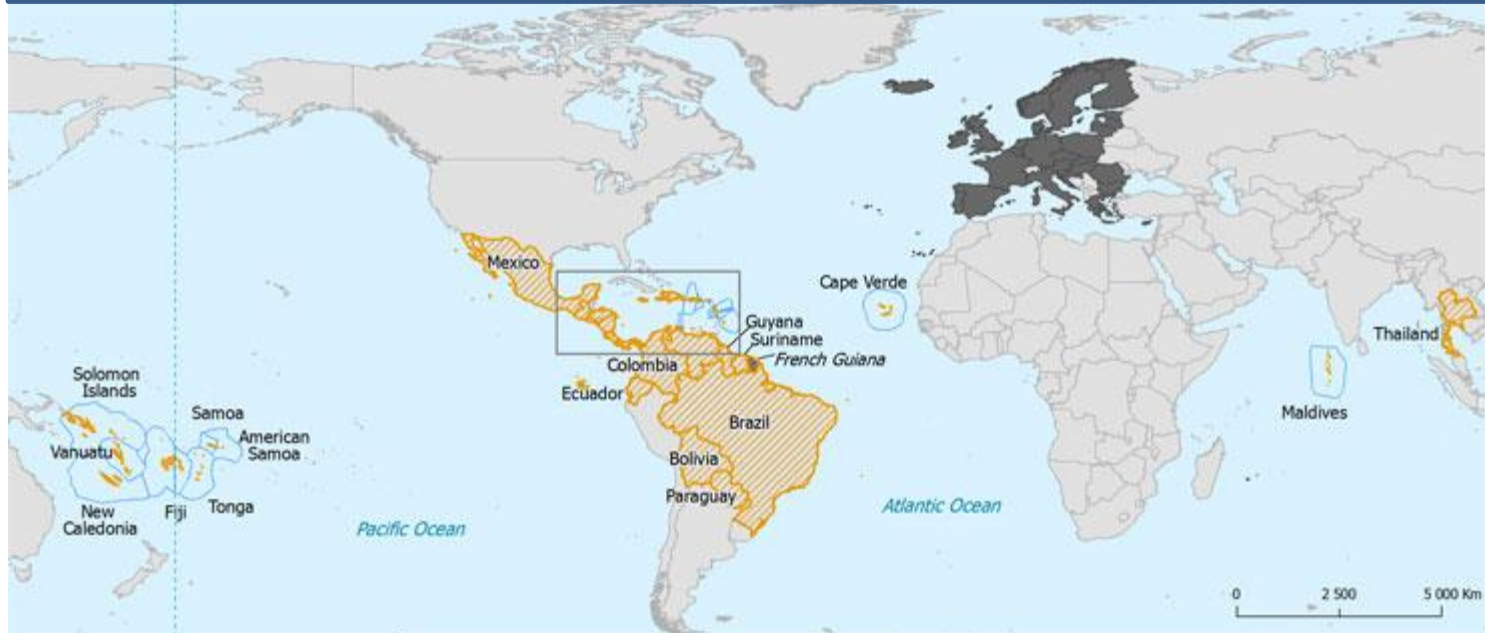 Mexico
Cape Verde
Guyana
Suriname
French Guiana
Colombia
Ecuador
Brazil
Bolivia
Paraguay
Thailand
Maldives
Solomon
Islands
Samoa
American
Samoa
Vanuatu
New
Caledonia
Fiji
Tonga
Pacific Ocean
Atlantic Ocean
0 2 500 5 000 Km